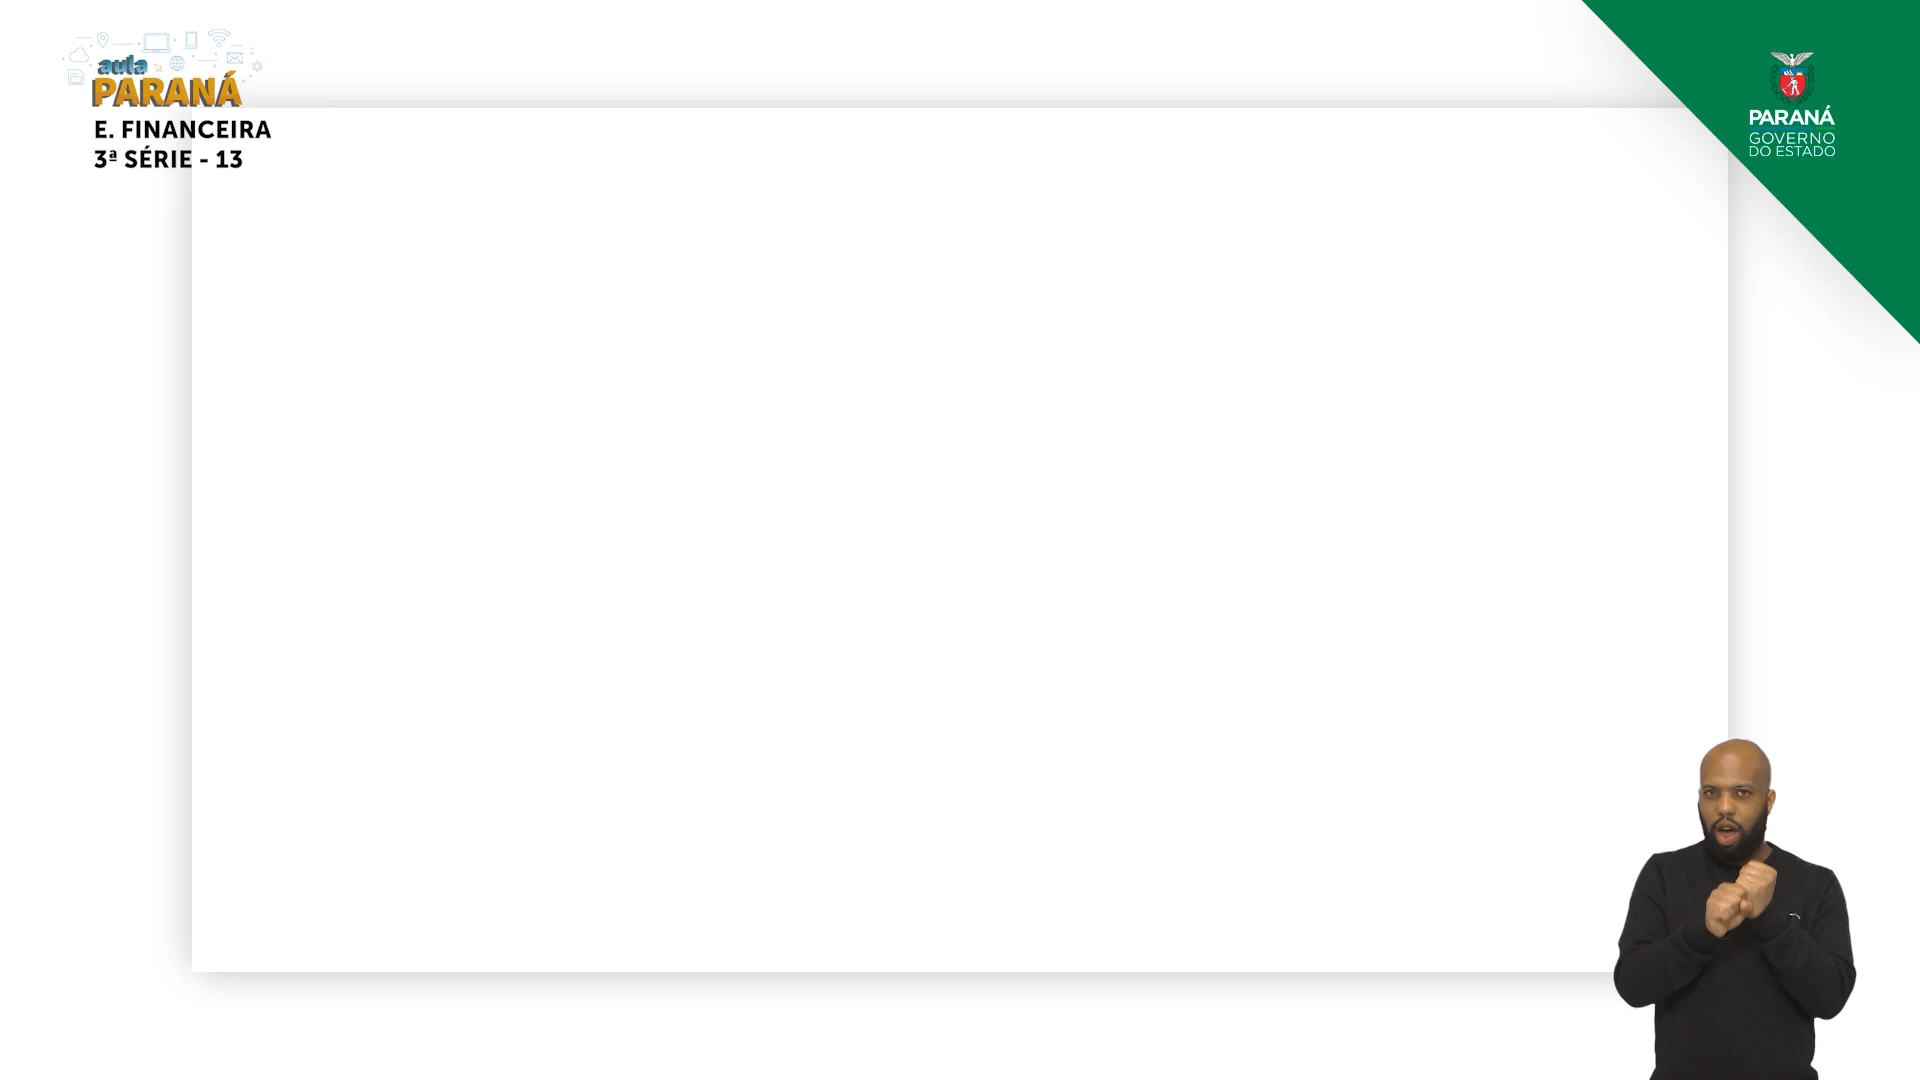 aula
PARANÁ
E. FINANCEIRA
3ª SÉRIE - 13
PARANÁ
GOVERNO
DO ESTADO